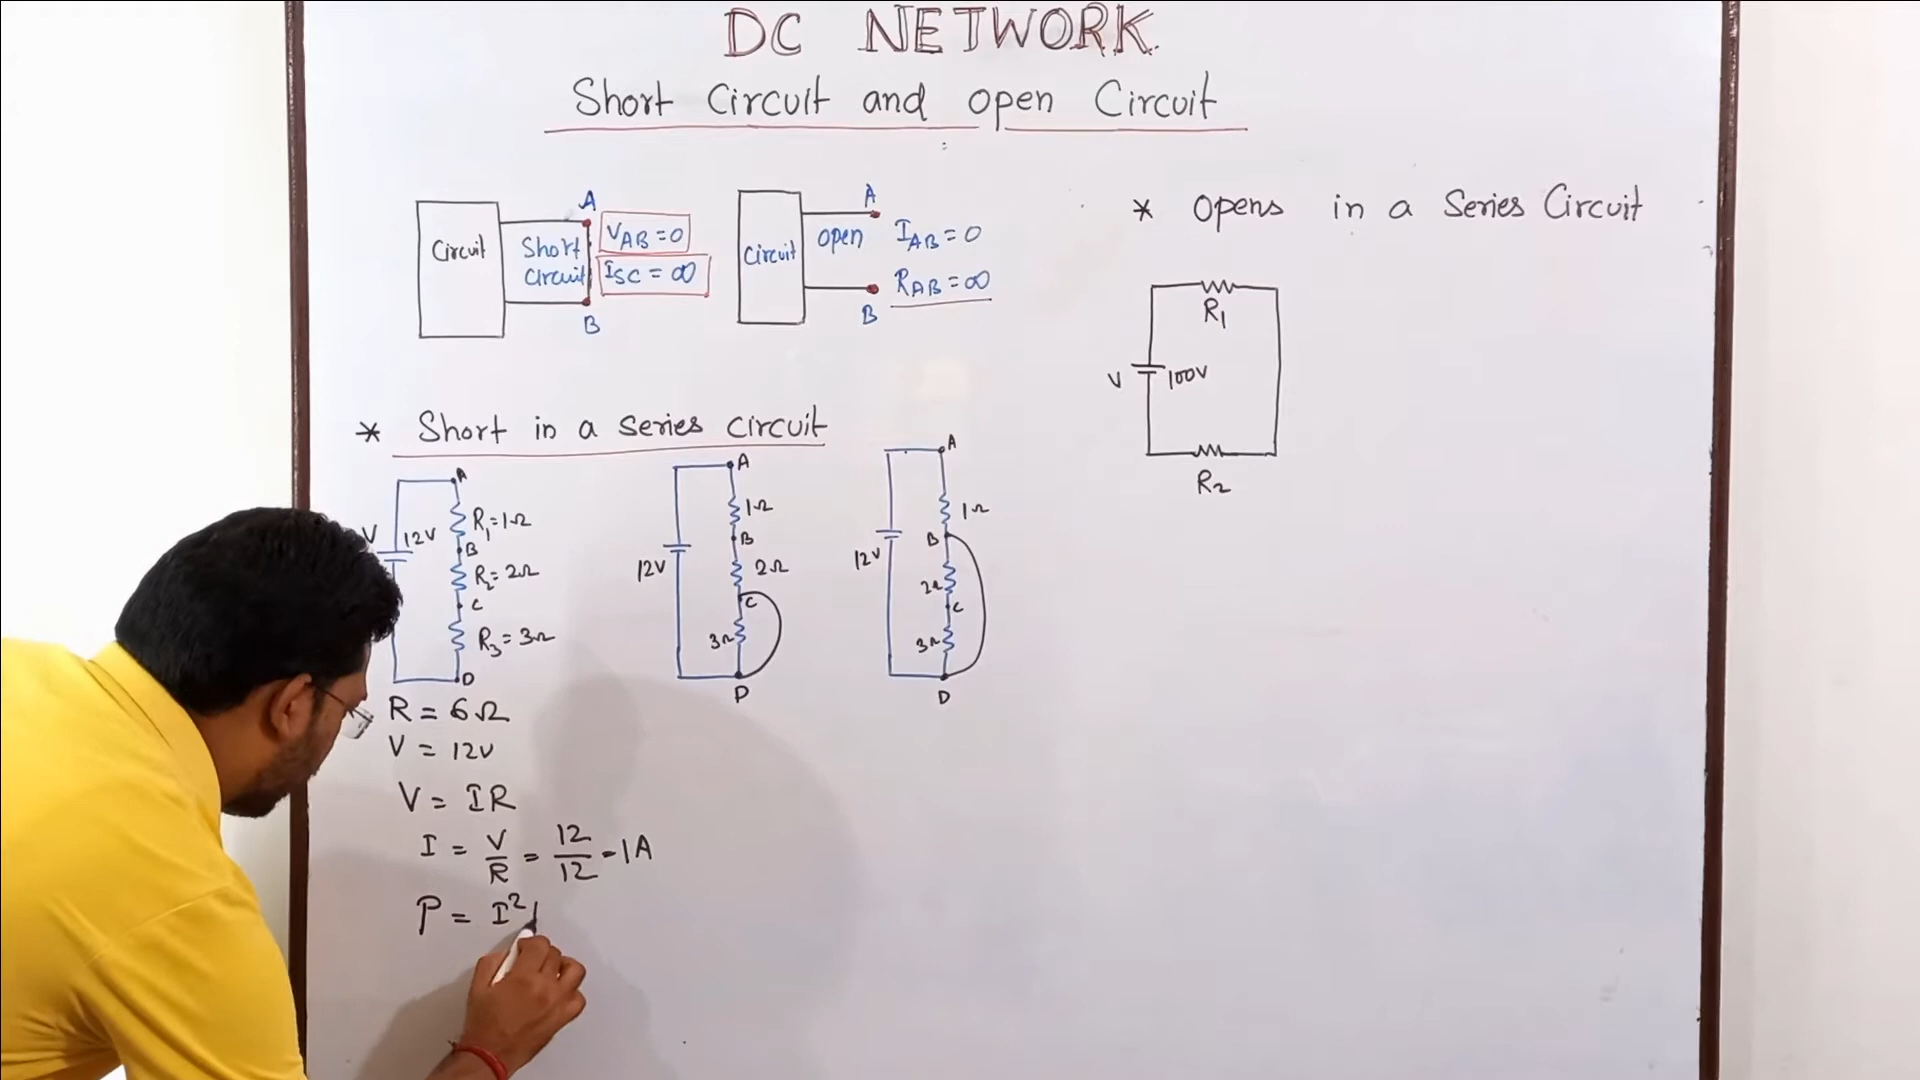 DC NETWORK
Short Circuit and open Circuit
A
Circuit
Short
Circuit
VAB = 0
ISC = ∞
B
A
Circuit
open
IAB = 0
RAB = ∞
B
* Opens in a Series Circuit
R1
V
100V
R2
* Short in a series circuit
A
V
12V
R1=1Ω
B
R2=2Ω
C
R3=3Ω
D
A
1Ω
B
12V
2Ω
C
3Ω
D
A
1Ω
B
12V
2Ω
C
3Ω
D
R = 6Ω
V = 12V
V = IR
I = V/R = 12/12 = 1A
P = I²